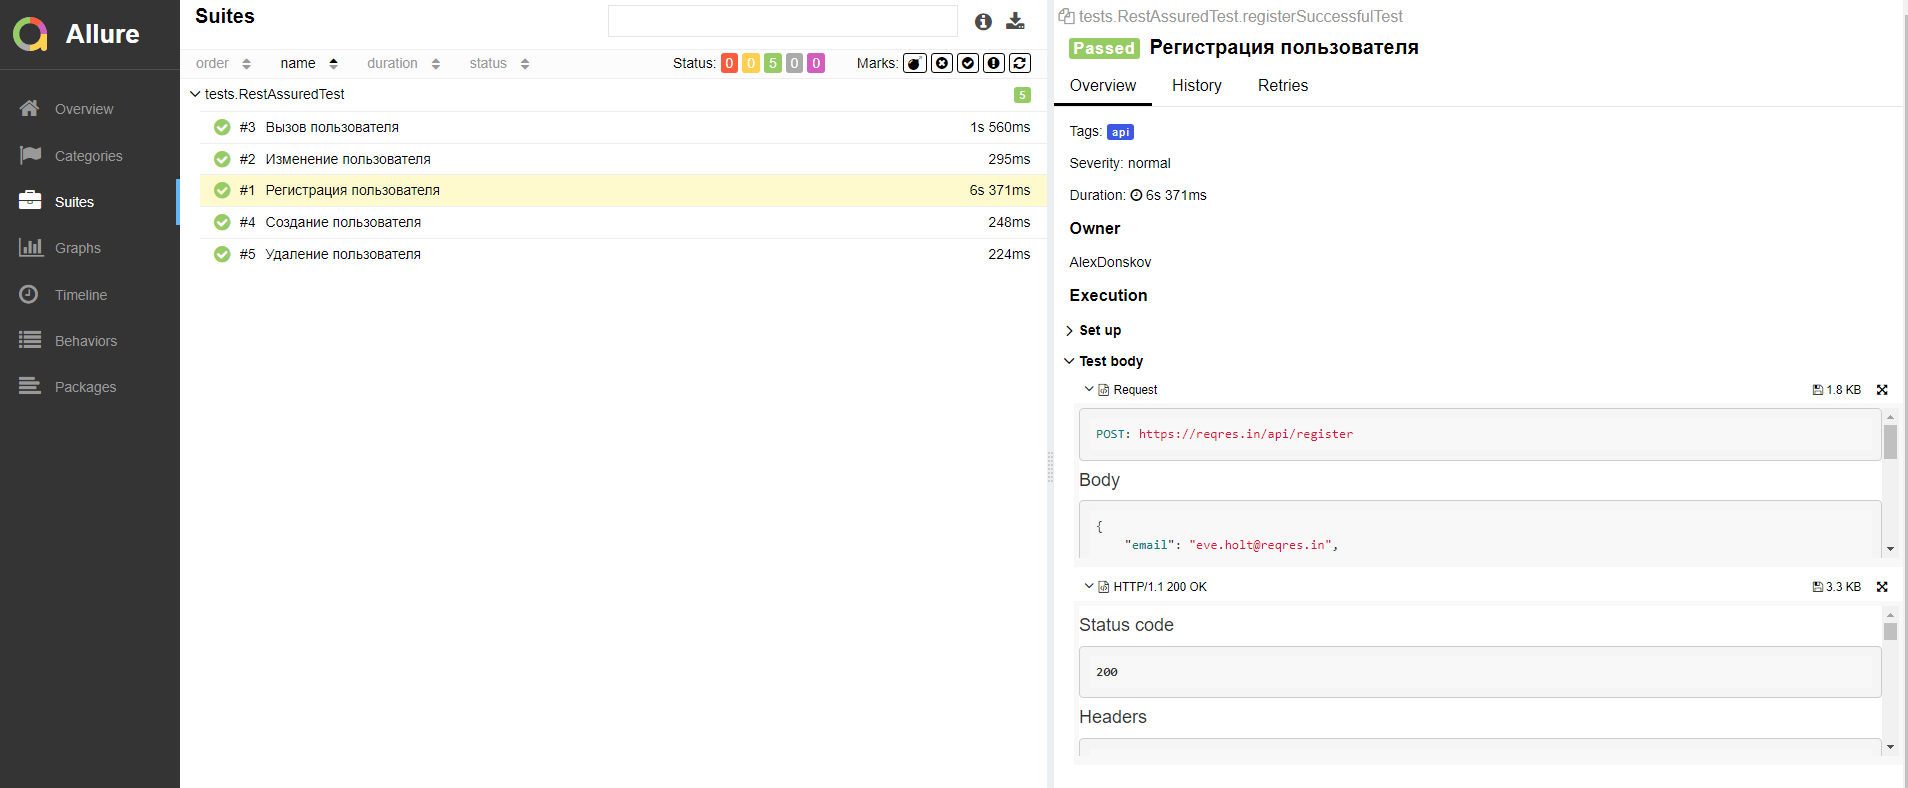 Allure
Overview
Categories
Suites
Graphs
Timeline
Behaviors
Packages
Suites
order name duration status Status: 0 0 5 0 0 Marks:
tests.RestAssuredTest 5
#3 Вызов пользователя 1s 560ms
#2 Изменение пользователя 295ms
#1 Регистрация пользователя 6s 371ms
#4 Создание пользователя 248ms
#5 Удаление пользователя 224ms
tests.RestAssuredTest.registerSuccessfulTest
Passed Регистрация пользователя
Overview History Retries
Tags: api
Severity: normal
Duration: 6s 371ms
Owner
AlexDonskov
Execution
Set up
Test body
Request 1.8 KB
POST: https://reqres.in/api/register
Body
{
"email": "eve.holt@reqres.in",
HTTP/1.1 200 OK 3.3 KB
Status code
200
Headers